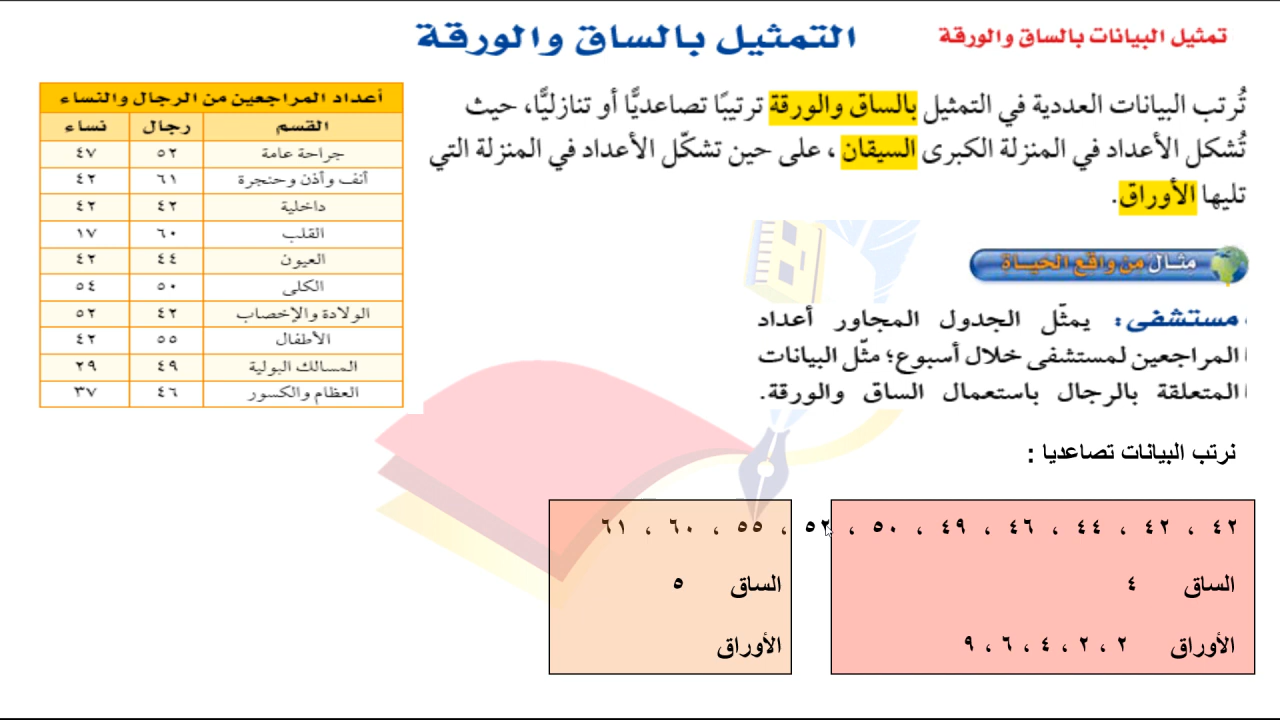 تمثيل البيانات بالساق والورقة
التمثيل بالساق والورقة
تُرتب البيانات العددية في التمثيل بالساق والورقة ترتيبًا تصاعديًّا أو تنازليًّا، حيث
تُشكل الأعداد في المنزلة الكبرى السيقان ، على حين تشكّل الأعداد في المنزلة التي
تليها الأوراق.
أعداد المراجعين من الرجال والنساء
القسم رجال نساء
جراحة عامة ٥٢ ٤٧
أنف وأذن وحنجرة ٦١ ٤٢
داخلية ٤٢ ٤٢
القلب ٦٠ ١٧
العيون ٤٤ ٤٢
الكلى ٥٠ ٥٤
الولادة والإخصاب ٤٢ ٥٢
الأطفال ٥٥ ٤٢
المسالك البولية ٤٩ ٢٩
العظام والكسور ٤٦ ٣٧
مثال من واقع الحياة
مستشفى : يمثّل الجدول المجاور أعداد
المراجعين لمستشفى خلال أسبوع؛ مثّل البيانات
المتعلقة بالرجال باستعمال الساق والورقة.
نرتب البيانات تصاعديا :
٤٢ ، ٤٢ ، ٤٤ ، ٤٦ ، ٤٩ ، ٥٠ ، ٥٢ ، ٥٥ ، ٦٠ ، ٦١
الساق ٤
الأوراق ٢ ، ٢ ، ٤ ، ٦ ، ٩
الساق ٥
الأوراق